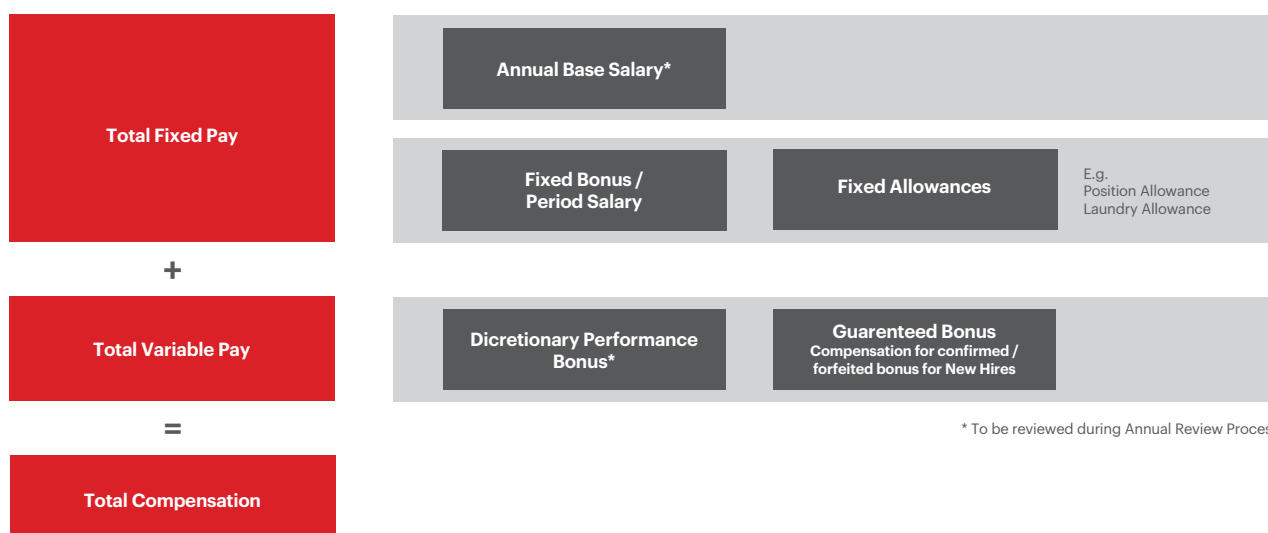 Total Fixed Pay
Annual Base Salary*
Fixed Bonus /
Period Salary
Fixed Allowances
E.g.
Position Allowance
Laundry Allowance
+
Total Variable Pay
Dicretionary Performance
Bonus*
Guarenteed Bonus
Compensation for confirmed /
forfeited bonus for New Hires
=
* To be reviewed during Annual Review Proces
Total Compensation